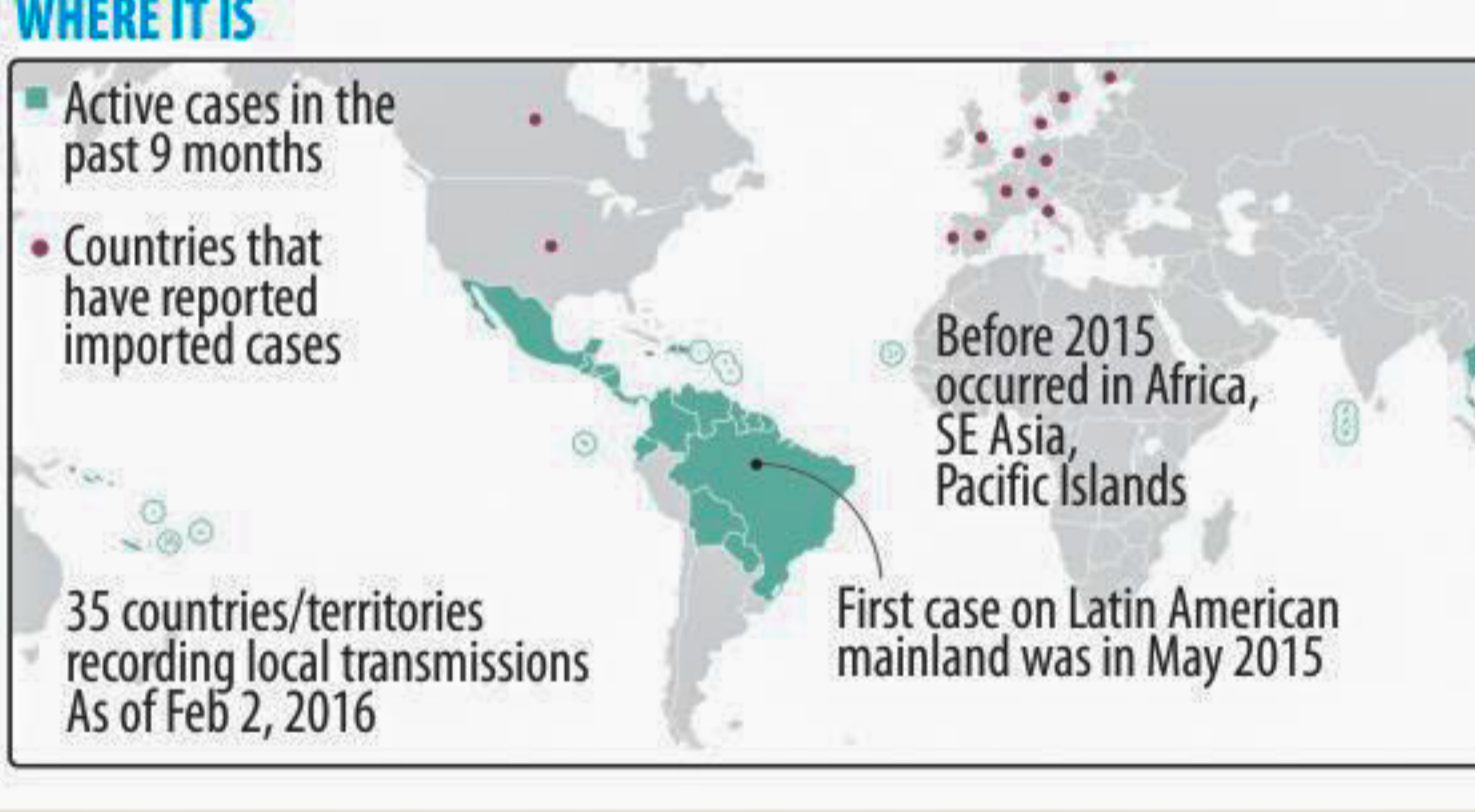 WHERE IT IS
Active cases in the
past 9 months
Countries that
have reported
imported cases
Before 2015
occurred in Africa,
SE Asia,
Pacific Islands
35 countries/territories
recording local transmissions
As of Feb 2, 2016
First case on Latin American
mainland was in May 2015